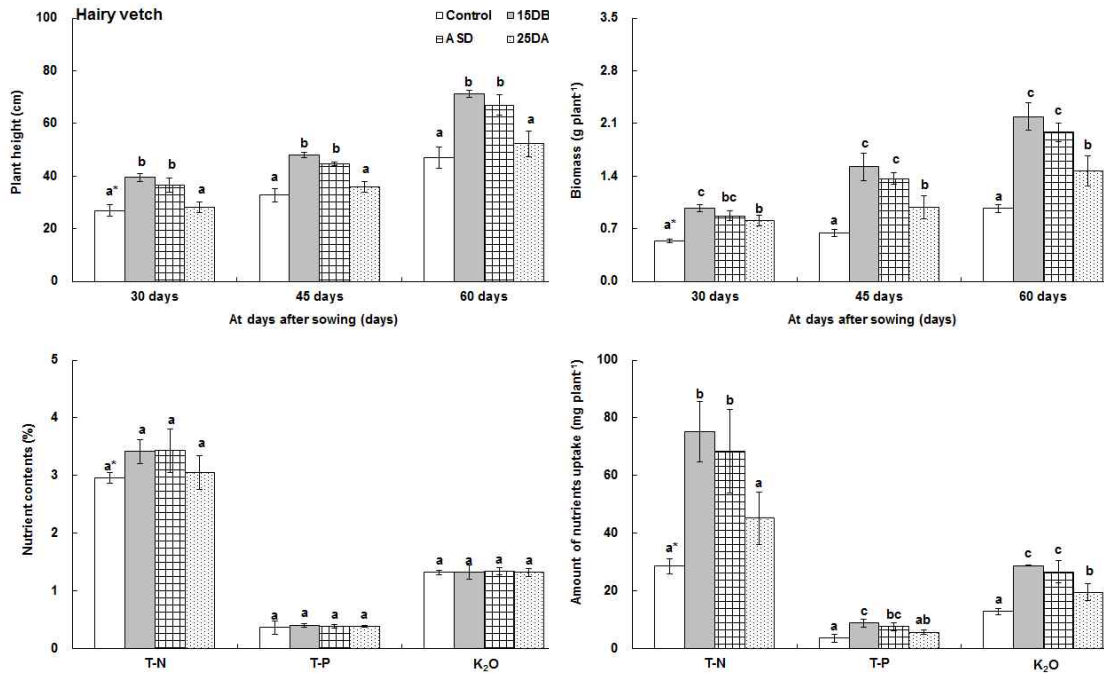 Hairy vetch
Control 15DB
ASD 25DA
Plant height (cm)
100
80
60
40
20
0
a* b b a
a b b a
a b b a
30 days 45 days 60 days
At days after sowing (days)
Biomass (g plant⁻¹)
3.5
2.8
2.1
1.4
0.7
0.0
a* c bc b
a c c b
a c c b
30 days 45 days 60 days
At days after sowing (days)
Nutrient contents (%)
5
4
3
2
1
0
a* a a a
a a a a
a a a a
T-N T-P K₂O
Amount of nutrients uptake (mg plant⁻¹)
100
80
60
40
20
0
a* b b a
a c bc ab
a c c b
T-N T-P K₂O